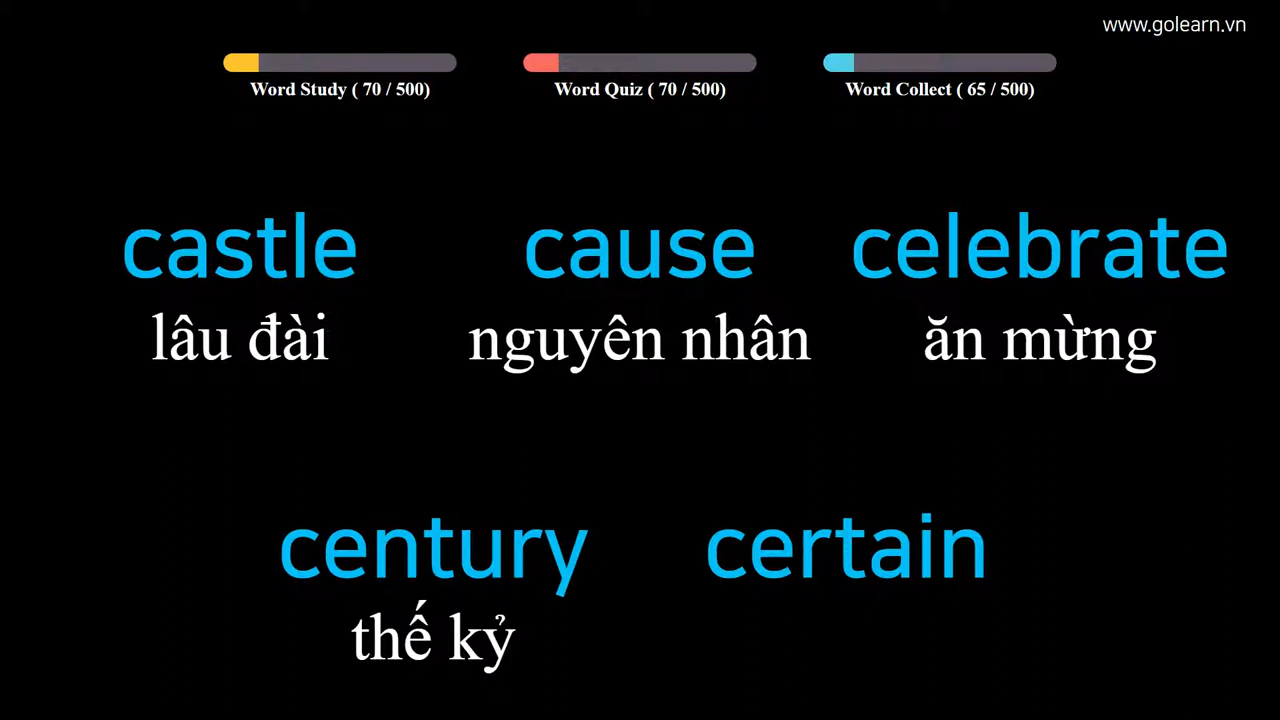 www.golearn.vn
Word Study ( 70 / 500) Word Quiz ( 70 / 500) Word Collect ( 65 / 500)
castle cause celebrate
lâu đài nguyên nhân ăn mừng
century certain
thế kỷ